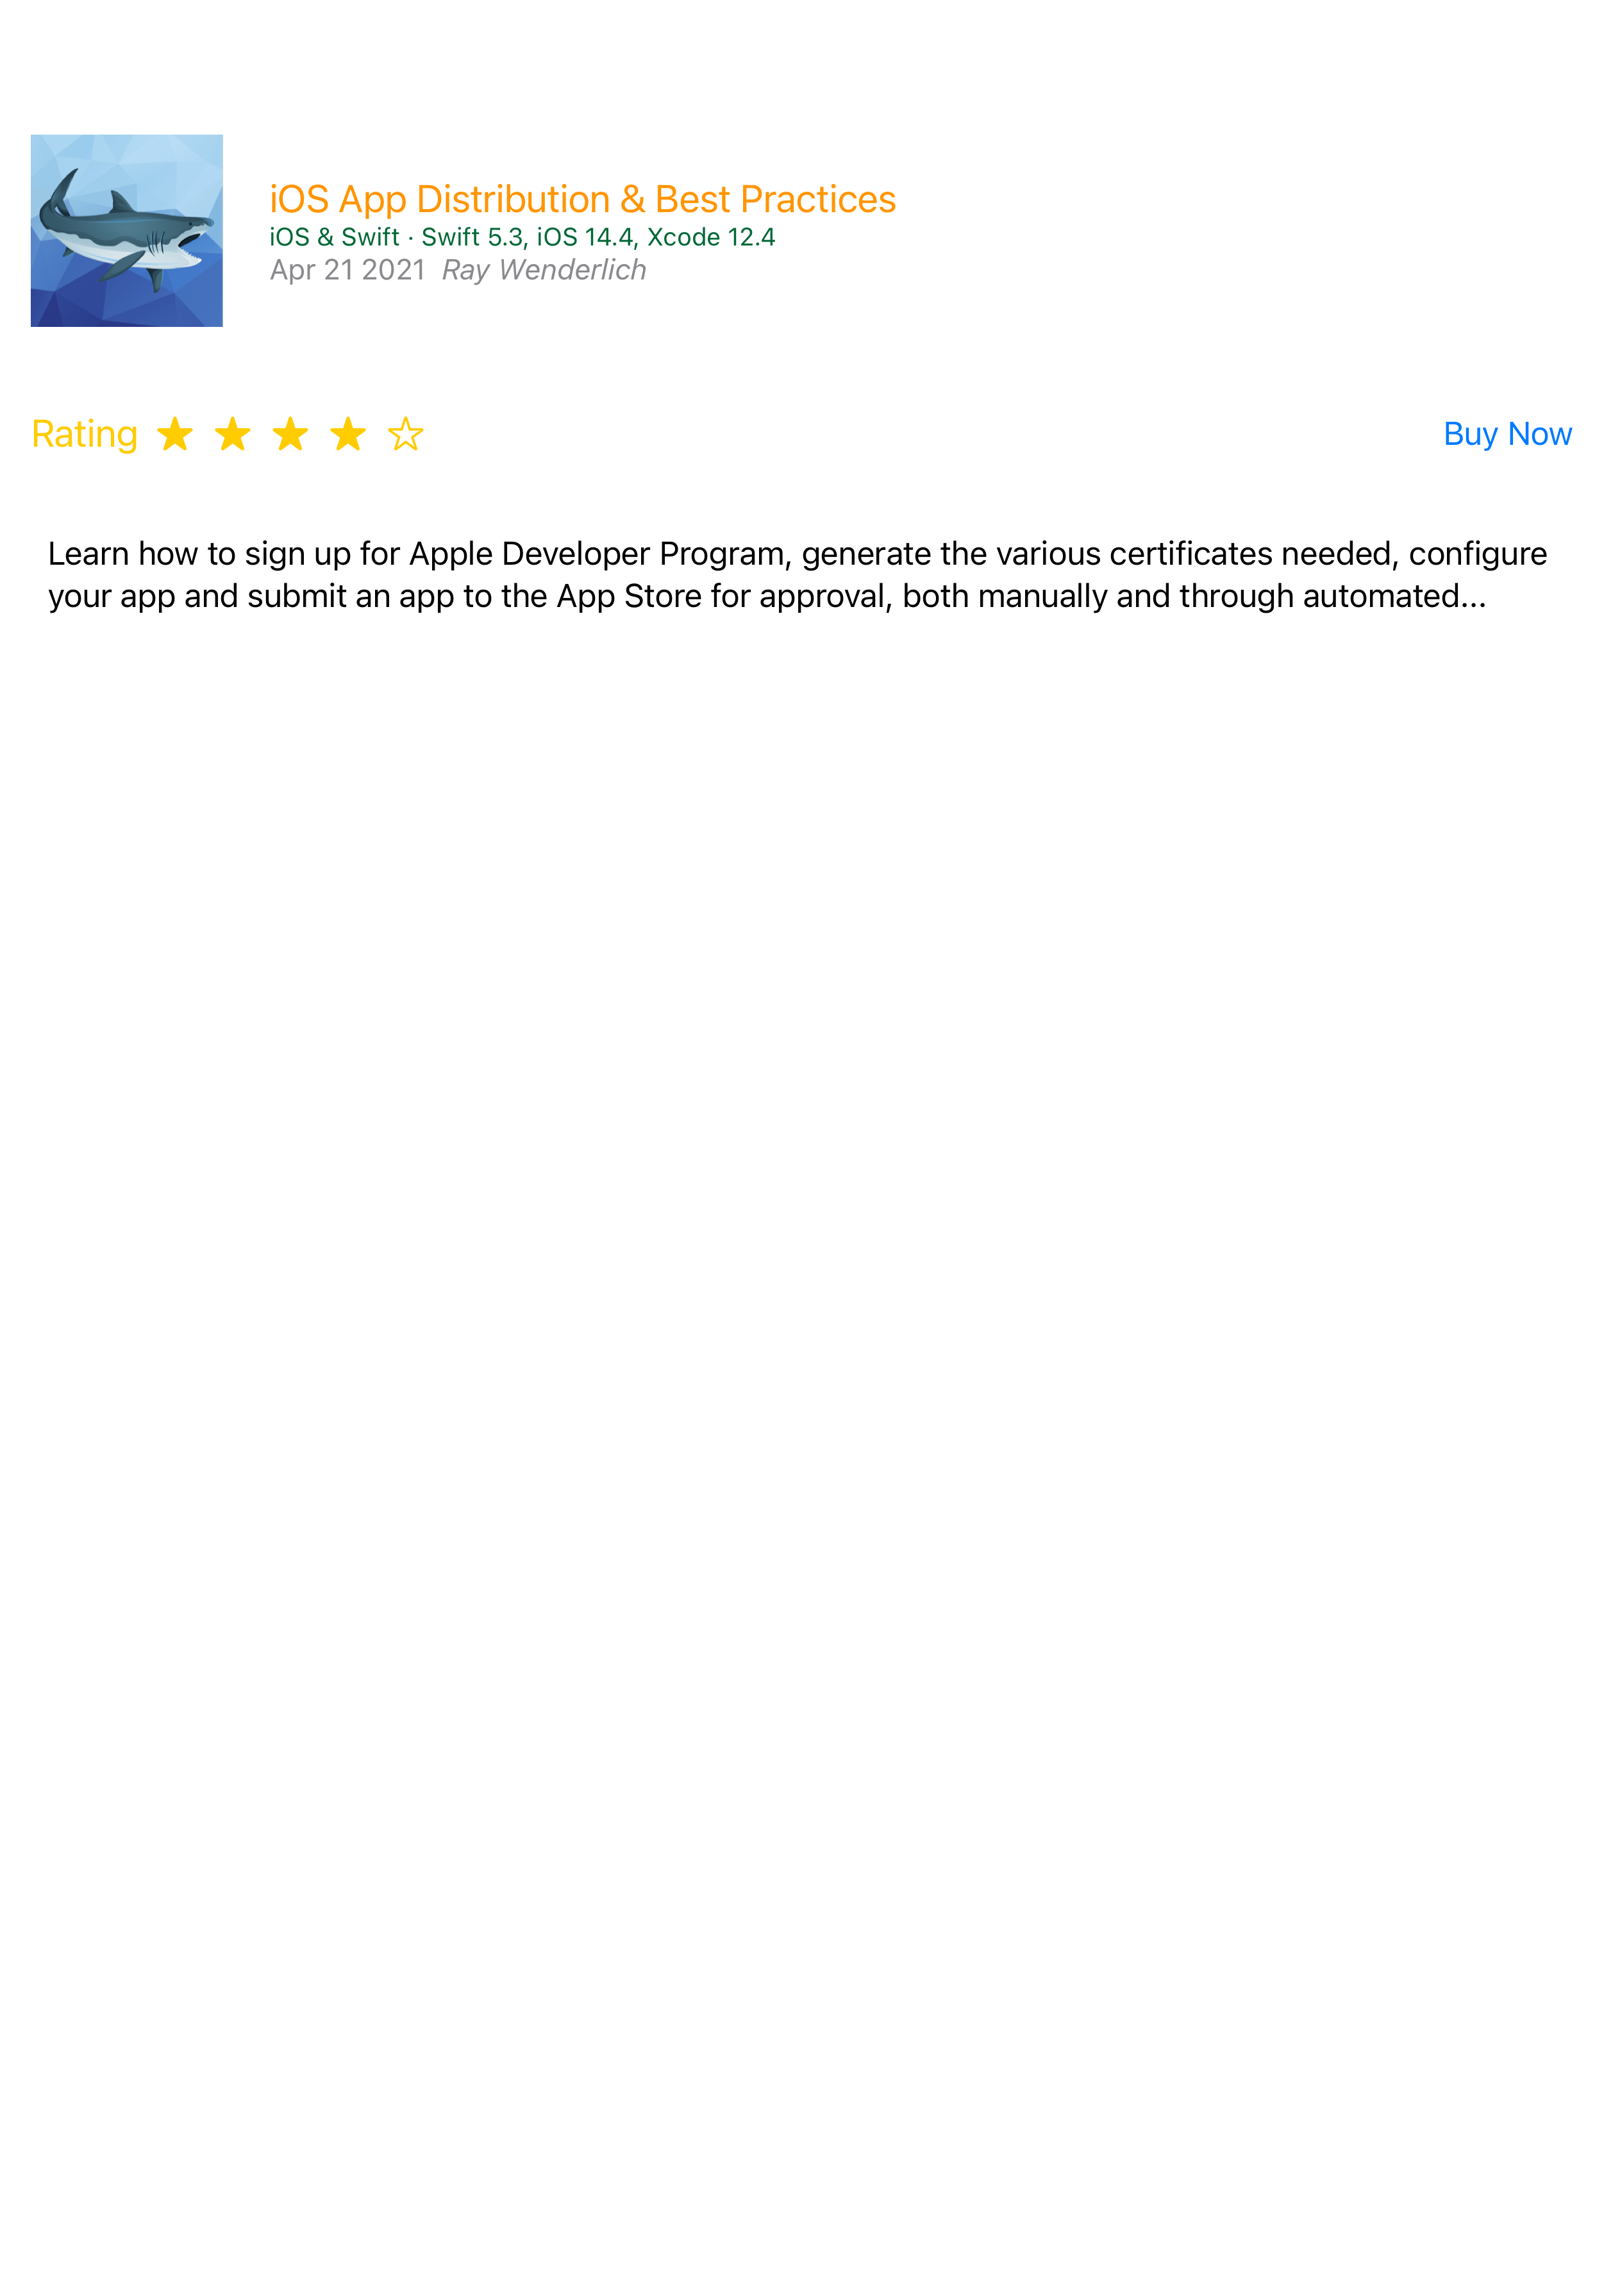 iOS App Distribution & Best Practices
iOS & Swift · Swift 5.3, iOS 14.4, Xcode 12.4
Apr 21 2021 Ray Wenderlich
Rating
Buy Now
Learn how to sign up for Apple Developer Program, generate the various certificates needed, configure
your app and submit an app to the App Store for approval, both manually and through automated...